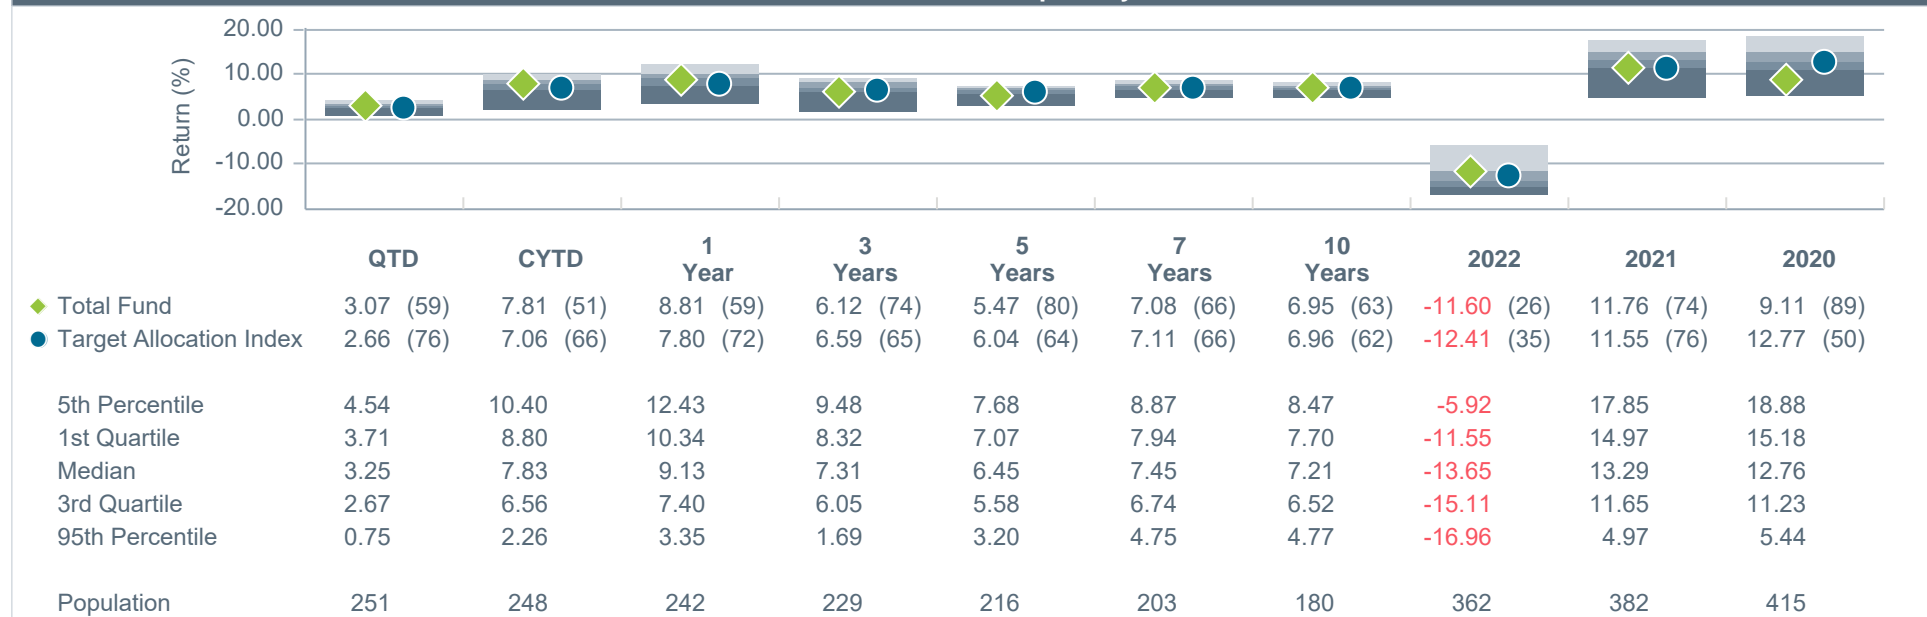 20.00
10.00
0.00
-10.00
-20.00
Return (%)
QTD CYTD 1 Year 3 Years 5 Years 7 Years 10 Years 2022 2021 2020
Total Fund 3.07 (59) 7.81 (51) 8.81 (59) 6.12 (74) 5.47 (80) 7.08 (66) 6.95 (63) -11.60 (26) 11.76 (74) 9.11 (89)
Target Allocation Index 2.66 (76) 7.06 (66) 7.80 (72) 6.59 (65) 6.04 (64) 7.11 (66) 6.96 (62) -12.41 (35) 11.55 (76) 12.77 (50)
5th Percentile 4.54 10.40 12.43 9.48 7.68 8.87 8.47 -5.92 17.85 18.88
1st Quartile 3.71 8.80 10.34 8.32 7.07 7.94 7.70 -11.55 14.97 15.18
Median 3.25 7.83 9.13 7.31 6.45 7.45 7.21 -13.65 13.29 12.76
3rd Quartile 2.67 6.56 7.40 6.05 5.58 6.74 6.52 -15.11 11.65 11.23
95th Percentile 0.75 2.26 3.35 1.69 3.20 4.75 4.77 -16.96 4.97 5.44
Population 251 248 242 229 216 203 180 362 382 415